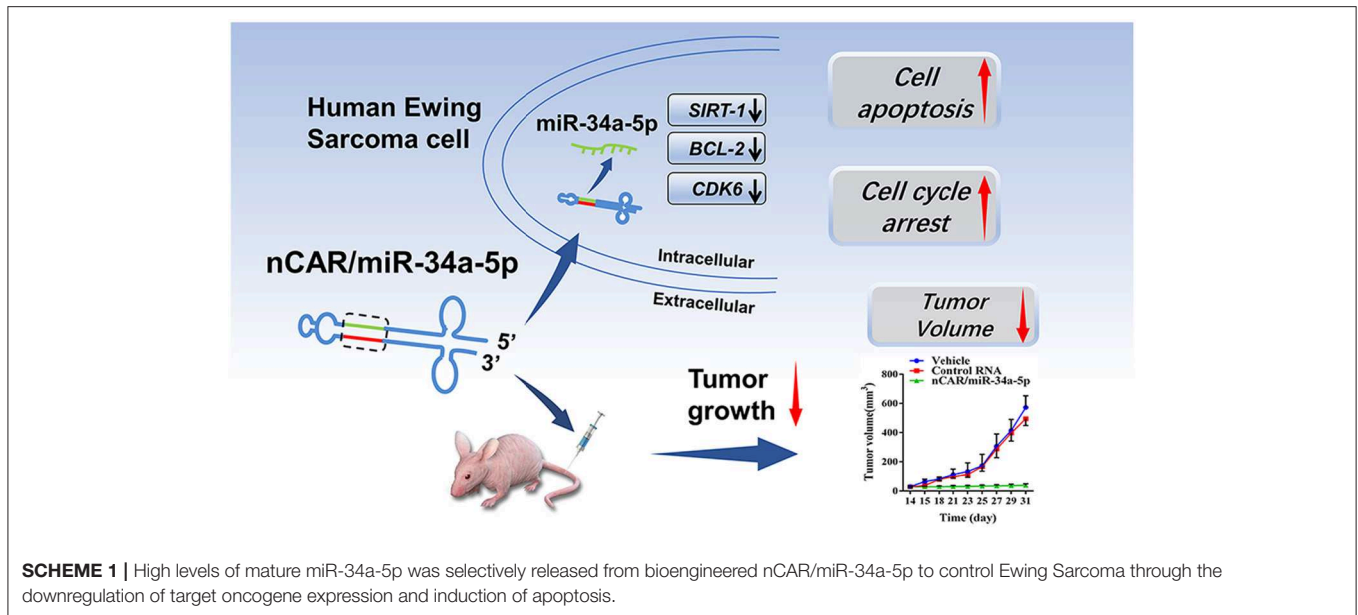 Human Ewing
Sarcoma cell
miR-34a-5p
SIRT-1
BCL-2
CDK6
Cell
apoptosis
Cell cycle
arrest
Intracellular
Extracellular
nCAR/miR-34a-5p
5’
3’
Tumor
Volume
Tumor
growth
Vehicle
Control RNA
nCAR/miR-34a-5p
Tumor volume(mm³)
800
600
400
200
0
14 15 18 21 23 25 27 29 31
Time (day)
SCHEME 1 | High levels of mature miR-34a-5p was selectively released from bioengineered nCAR/miR-34a-5p to control Ewing Sarcoma through the
downregulation of target oncogene expression and induction of apoptosis.